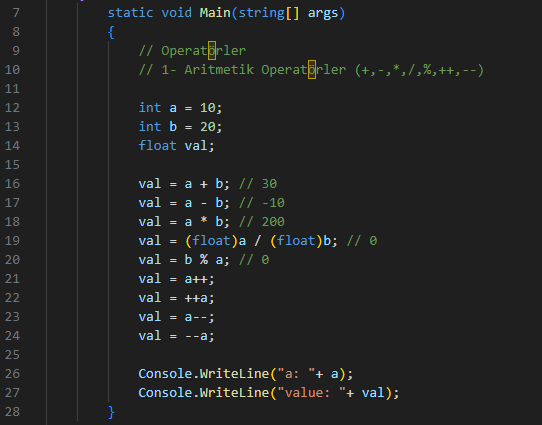 7 static void Main(string[] args)
8 {
9 // Operatörler
10 // 1- Aritmetik Operatörler (+,-,*,/,%,++,--)
11
12 int a = 10;
13 int b = 20;
14 float val;
15
16 val = a + b; // 30
17 val = a - b; // -10
18 val = a * b; // 200
19 val = (float)a / (float)b; // 0
20 val = b % a; // 0
21 val = a++;
22 val = ++a;
23 val = a--;
24 val = --a;
25
26 Console.WriteLine("a: "+ a);
27 Console.WriteLine("value: "+ val);
28 }